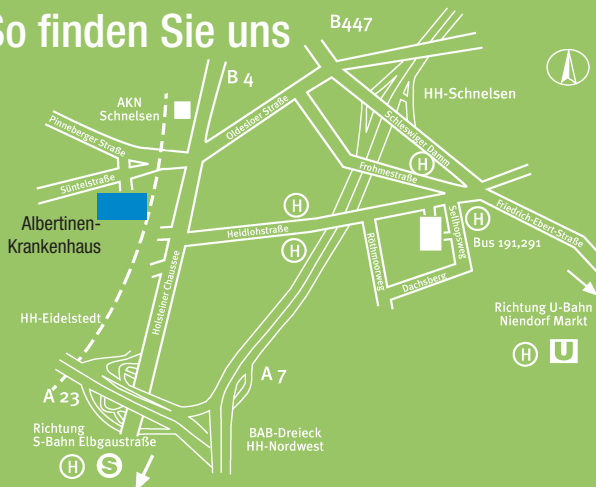 So finden Sie uns
B447
B 4
AKN
Schnelsen
HH-Schnelsen
Pinneberger Straße
Oldesloer Straße
Schleswiger Damm
Süntelstraße
Frohmestraße
H
Albertinen-
Krankenhaus
H
Heidlohstraße
H
Röthmoorweg
Sellhopsweg
H
Bus 191,291
Friedrich-Ebert-Straße
Dachsberg
Holsteiner Chaussee
HH-Eidelstedt
Richtung U-Bahn
Niendorf Markt
H U
A 7
A 23
Richtung
S-Bahn Elbgaustraße
H S
BAB-Dreieck
HH-Nordwest